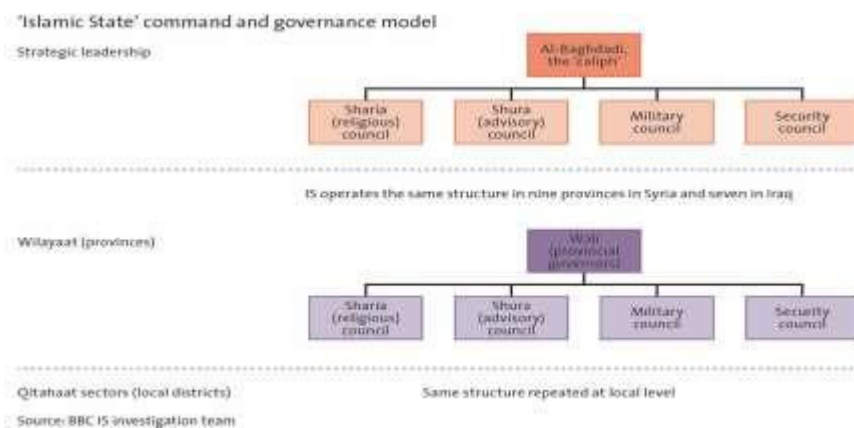 'Islamic State' command and governance model
Strategic leadership
Al-Baghdadi,
the 'caliph'
Sharia
(religious)
council
Shura
(advisory)
council
Military
council
Security
council
IS operates the same structure in nine provinces in Syria and seven in Iraq
Wilayaat (provinces)
Wali
(provincial
governors)
Sharia
(religious)
council
Shura
(advisory)
council
Military
council
Security
council
Qitahaat sectors (local districts)
Same structure repeated at local level
Source: BBC IS investigation team